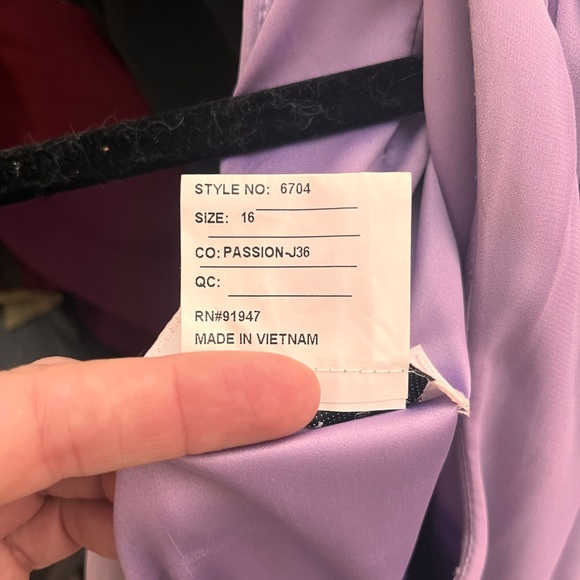 STYLE NO: 6704
SIZE: 16
CO: PASSION-J36
QC:
RN#91947
MADE IN VIETNAM